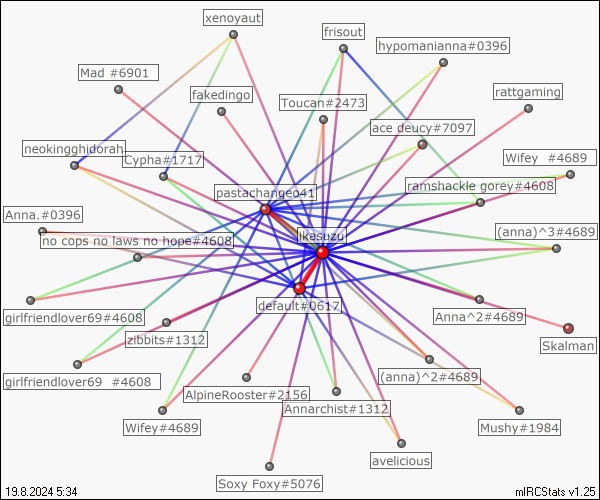 xenoyaut
frisout
hypomanianna#0396
Mad #6901
rattgaming
fakedingo
Toucan#2473
ace deucy#7097
neokingghidorah
Cypha#1717
Wifey  #4689
pastachange041
ramshackle gorey#4608
Anna.#0396
jikasuzu
(anna)^3#4689
no cops no laws no hope#4608
default#0617
girlfriendlover69#4608
Anna^2#4689
zibbits#1312
Skalman
girlfriendlover69  #4608
(anna)^2#4689
AlpineRooster#2156
Annarchist#1312
Wifey#4689
Mushy#1984
avelicious
Soxy Foxy#5076
19.8.2024 5:34
mIRCStats v1.25